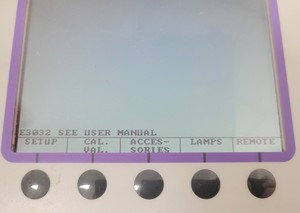 E3032 SEE USER MANUAL
SETUP CAL. ACCES- LAMPS REMOTE
VAL. SORIES